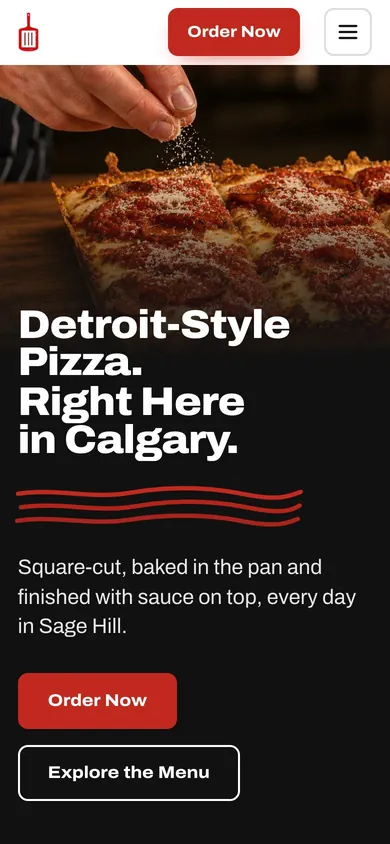 Order Now
Detroit-Style
Pizza.
Right Here
in Calgary.
Square-cut, baked in the pan and
finished with sauce on top, every day
in Sage Hill.
Order Now
Explore the Menu